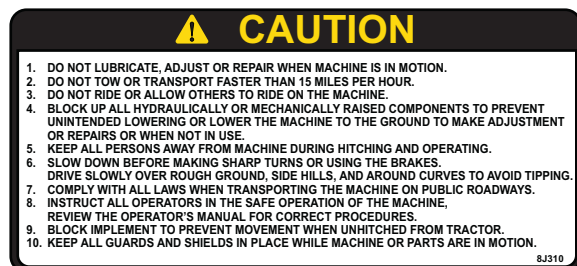 CAUTION
1. DO NOT LUBRICATE, ADJUST OR REPAIR WHEN MACHINE IS IN MOTION.
2. DO NOT TOW OR TRANSPORT FASTER THAN 15 MILES PER HOUR.
3. DO NOT RIDE OR ALLOW OTHERS TO RIDE ON THE MACHINE.
4. BLOCK UP ALL HYDRAULICALLY OR MECHANICALLY RAISED COMPONENTS TO PREVENT
UNINTENDED LOWERING OR LOWER THE MACHINE TO THE GROUND TO MAKE ADJUSTMENT
OR REPAIRS OR WHEN NOT IN USE.
5. KEEP ALL PERSONS AWAY FROM MACHINE DURING HITCHING AND OPERATING.
6. SLOW DOWN BEFORE MAKING SHARP TURNS OR USING THE BRAKES.
DRIVE SLOWLY OVER ROUGH GROUND, SIDE HILLS, AND AROUND CURVES TO AVOID TIPPING.
7. COMPLY WITH ALL LAWS WHEN TRANSPORTING THE MACHINE ON PUBLIC ROADWAYS.
8. INSTRUCT ALL OPERATORS IN THE SAFE OPERATION OF THE MACHINE,
REVIEW THE OPERATOR'S MANUAL FOR CORRECT PROCEDURES.
9. BLOCK IMPLEMENT TO PREVENT MOVEMENT WHEN UNHITCHED FROM TRACTOR.
10. KEEP ALL GUARDS AND SHIELDS IN PLACE WHILE MACHINE OR PARTS ARE IN MOTION.
8J310